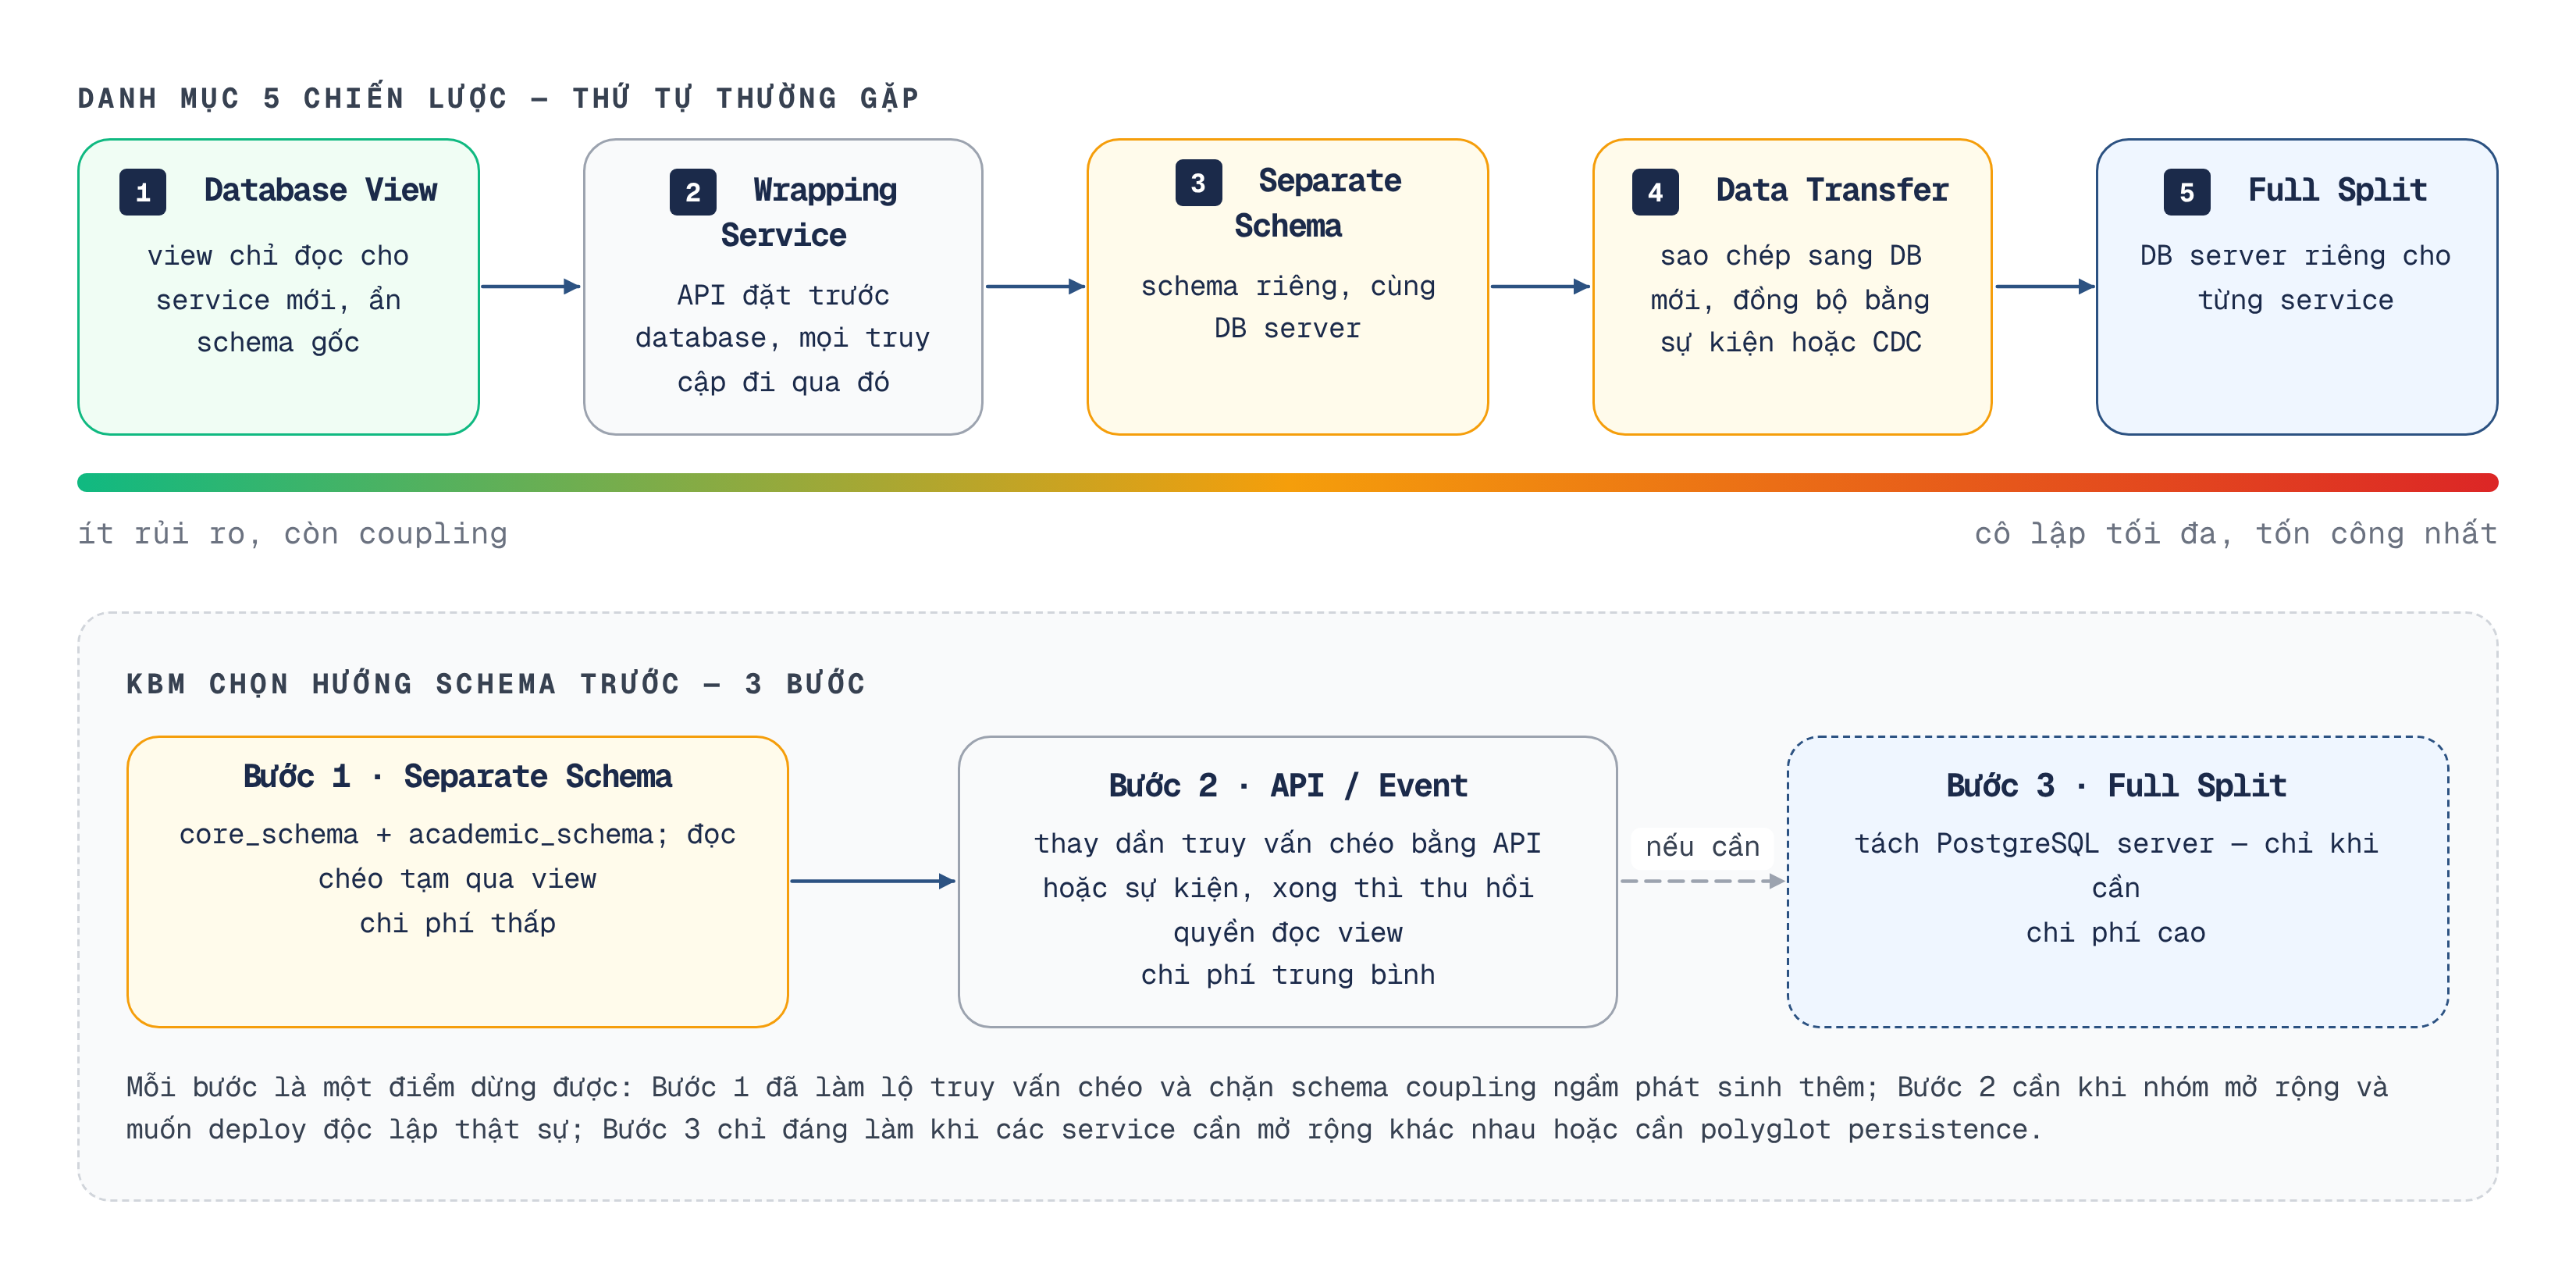 DANH MỤC 5 CHIẾN LƯỢC — THỨ TỰ THƯỜNG GẶP
1 Database View
view chỉ đọc cho
service mới, ẩn
schema gốc
2 Wrapping
Service
API đặt trước
database, mọi truy
cập đi qua đó
3 Separate
Schema
schema riêng, cùng
DB server
4 Data Transfer
sao chép sang DB
mới, đồng bộ bằng
sự kiện hoặc CDC
5 Full Split
DB server riêng cho
từng service
ít rủi ro, còn coupling
cô lập tối đa, tốn công nhất
KBM CHỌN HƯỚNG SCHEMA TRƯỚC — 3 BƯỚC
Bước 1 · Separate Schema
core_schema + academic_schema; đọc
chéo tạm qua view
chi phí thấp
Bước 2 · API / Event
thay dần truy vấn chéo bằng API
hoặc sự kiện, xong thì thu hồi
quyền đọc view
chi phí trung bình
nếu cần
Bước 3 · Full Split
tách PostgreSQL server — chỉ khi
cần
chi phí cao
Mỗi bước là một điểm dừng được: Bước 1 đã làm lộ truy vấn chéo và chặn schema coupling ngầm phát sinh thêm; Bước 2 cần khi nhóm mở rộng và
muốn deploy độc lập thật sự; Bước 3 chỉ đáng làm khi các service cần mở rộng khác nhau hoặc cần polyglot persistence.